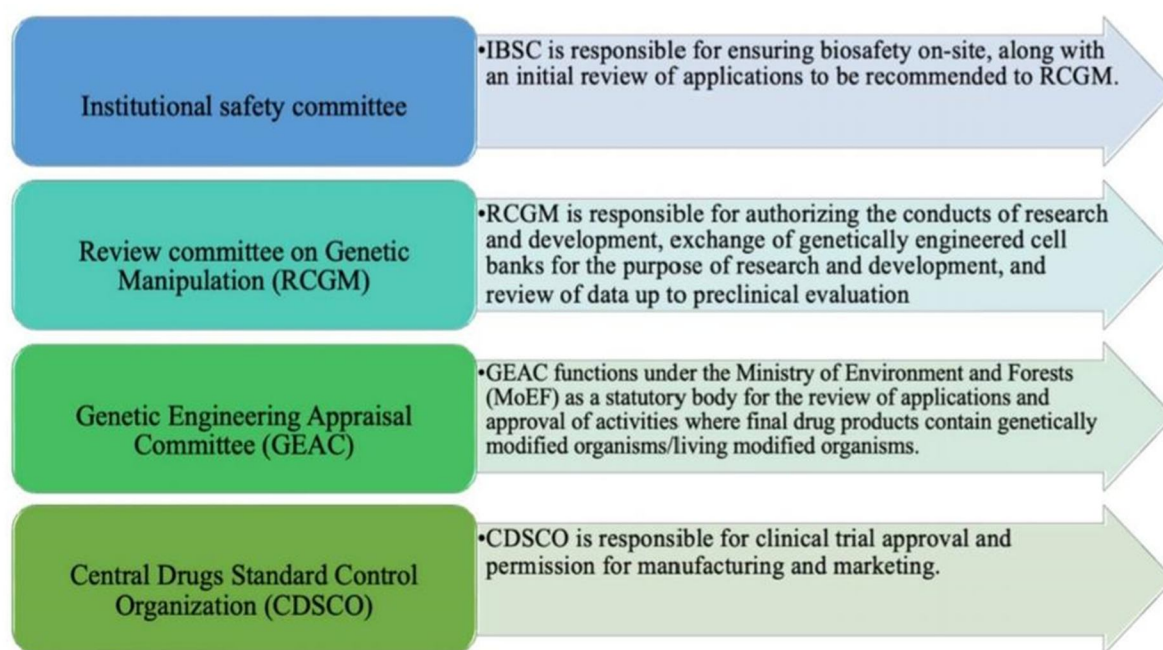 Institutional safety committee
•IBSC is responsible for ensuring biosafety on-site, along with
an initial review of applications to be recommended to RCGM.
Review committee on Genetic
Manipulation (RCGM)
•RCGM is responsible for authorizing the conducts of research
and development, exchange of genetically engineered cell
banks for the purpose of research and development, and
review of data up to preclinical evaluation
Genetic Engineering Appraisal
Committee (GEAC)
•GEAC functions under the Ministry of Environment and Forests
(MoEF) as a statutory body for the review of applications and
approval of activities where final drug products contain genetically
modified organisms/living modified organisms.
Central Drugs Standard Control
Organization (CDSCO)
•CDSCO is responsible for clinical trial approval and
permission for manufacturing and marketing.